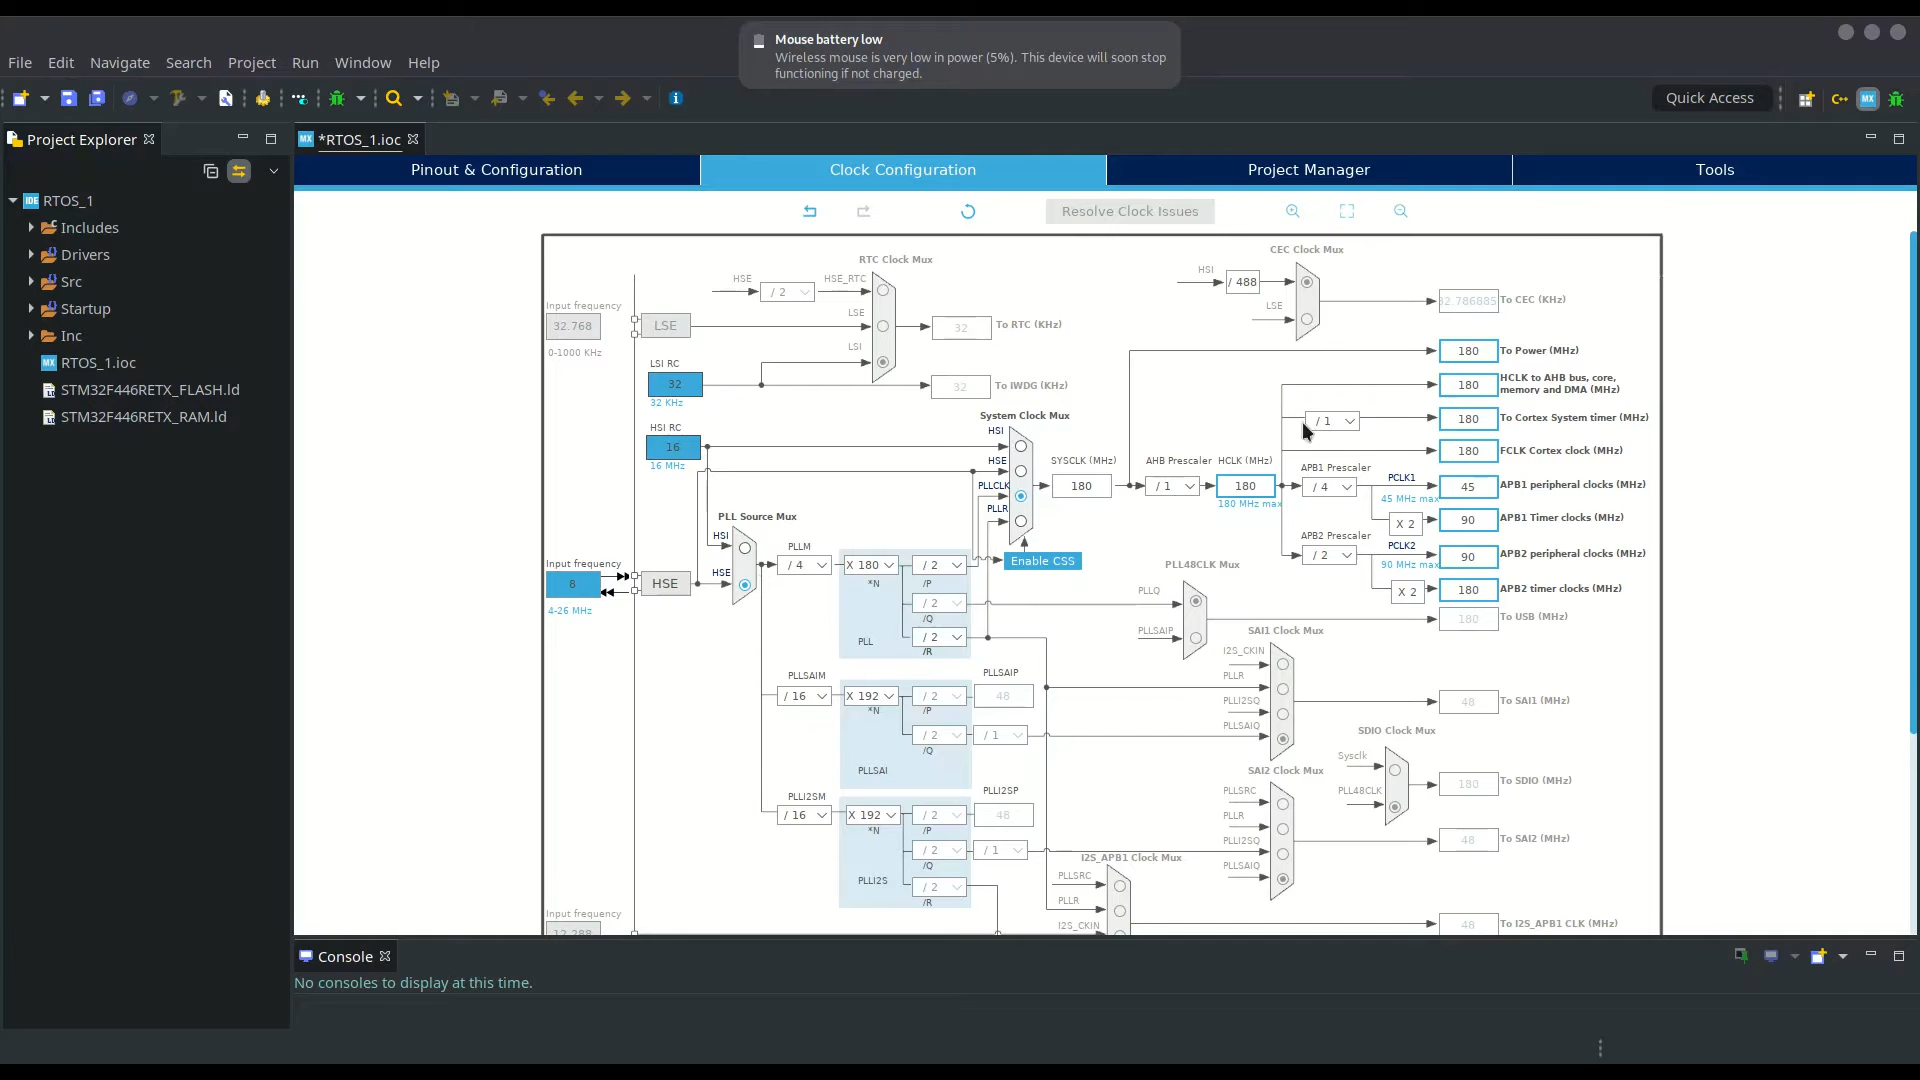 Mouse battery low
Wireless mouse is very low in power (5%). This device will soon stop
functioning if not charged.
File Edit Navigate Search Project Run Window Help
Quick Access
MX
Project Explorer
MX *RTOS_1.ioc
Pinout & Configuration
Clock Configuration
Project Manager
Tools
Resolve Clock Issues
IDE RTOS_1
Includes
Drivers
Src
Startup
Inc
MX RTOS_1.ioc
STM32F446RETX_FLASH.ld
STM32F446RETX_RAM.ld
RTC Clock Mux
HSE
/ 2
HSE_RTC
LSE
LSI
32
To RTC (KHz)
Input frequency
32.768
0-1000 KHz
LSE
LSI RC
32
32 KHz
32
To IWDG (KHz)
HSI RC
16
16 MHz
CEC Clock Mux
HSI
/ 488
LSE
32.786885
To CEC (KHz)
180
To Power (MHz)
180
HCLK to AHB bus, core,
memory and DMA (MHz)
/ 1
180
To Cortex System timer (MHz)
180
FCLK Cortex clock (MHz)
System Clock Mux
HSI
HSE
PLLCLK
PLLR
SYSCLK (MHz)
180
AHB Prescaler
/ 1
HCLK (MHz)
180
180 MHz max
APB1 Prescaler
/ 4
PCLK1
45 MHz max
45
APB1 peripheral clocks (MHz)
X 2
90
APB1 Timer clocks (MHz)
APB2 Prescaler
/ 2
PCLK2
90 MHz max
90
APB2 peripheral clocks (MHz)
X 2
180
APB2 timer clocks (MHz)
Enable CSS
PLL Source Mux
HSI
HSE
Input frequency
8
4-26 MHz
HSE
PLLM
/ 4
X 180
*N
/ 2
/P
/ 2
/Q
/ 2
/R
PLL
PLL48CLK Mux
PLLQ
PLLSAIP
180
To USB (MHz)
PLLSAIM
/ 16
X 192
*N
/ 2
/P
PLLSAIP
48
/ 2
/Q
/ 1
PLLSAI
SAI1 Clock Mux
I2S_CKIN
PLLR
PLLI2SQ
PLLSAIQ
48
To SAI1 (MHz)
SDIO Clock Mux
Sysclk
PLL48CLK
180
To SDIO (MHz)
PLLI2SM
/ 16
X 192
*N
/ 2
/P
PLLI2SP
48
/ 2
/Q
/ 1
PLLI2S
/ 2
/R
SAI2 Clock Mux
PLLSRC
PLLR
PLLI2SQ
PLLSAIQ
48
To SAI2 (MHz)
I2S_APB1 Clock Mux
PLLSRC
PLLR
I2S_CKIN
48
To I2S_APB1 CLK (MHz)
Input frequency
12.288
Console
No consoles to display at this time.